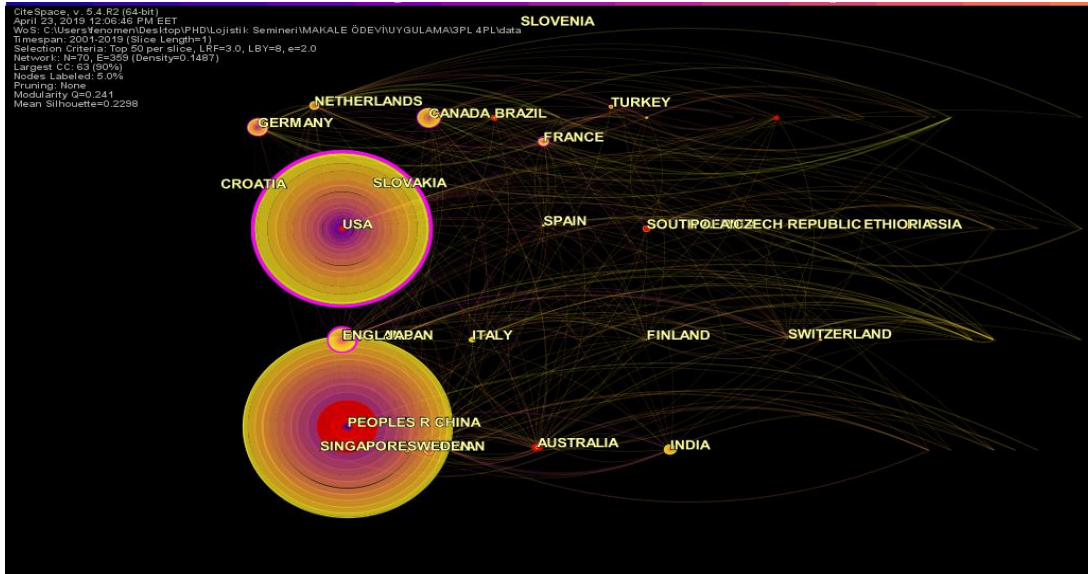 CiteSpace, v. 5.4.R2 (64-bit)
April 23, 2019 12:06:46 PM EET
WoS: C:\Users\fenomen\Desktop\PHD\Lojistik Semineri\MAKALE ÖDEVİ\UYGULAMA\3PL 4PL\data
Timespan: 2001-2019 (Slice Length=1)
Selection Criteria: Top 50 per slice, LRF=3.0, LBY=8, e=2.0
Network: N=70, E=359 (Density=0.1487)
Largest CC: 63 (90%)
Nodes Labeled: 5.0%
Pruning: None
Modularity Q=0.241
Mean Silhouette=0.2298
SLOVENIA
NETHERLANDS
TURKEY
CANADA BRAZIL
GERMANY
FRANCE
CROATIA
SLOVAKIA
USA
SPAIN
CZECH REPUBLIC
ETHIOPIA
JAPAN
ITALY
FINLAND
SWITZERLAND
PEOPLES R CHINA
SINGAPORE
SWEDEN
AUSTRALIA
INDIA